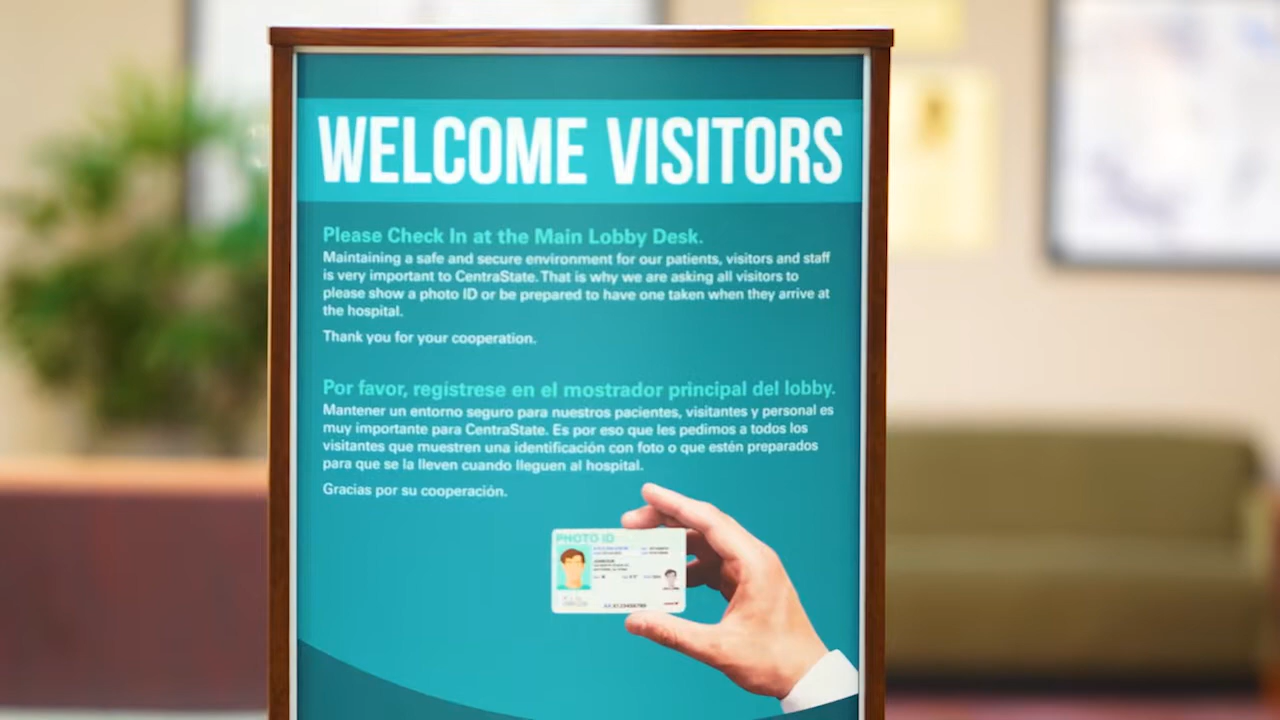 WELCOME VISITORS
Please Check In at the Main Lobby Desk.
Maintaining a safe and secure environment for our patients, visitors and staff
is very important to CentraState. That is why we are asking all visitors to
please show a photo ID or be prepared to have one taken when they arrive at
the hospital.
Thank you for your cooperation.
Por favor, regístrese en el mostrador principal del lobby.
Mantener un entorno seguro para nuestros pacientes, visitantes y personal es
muy importante para CentraState. Es por eso que les pedimos a todos los
visitantes que muestren una identificación con foto o que estén preparados
para que se la lleven cuando lleguen al hospital.
Gracias por su cooperación.
PHOTO ID